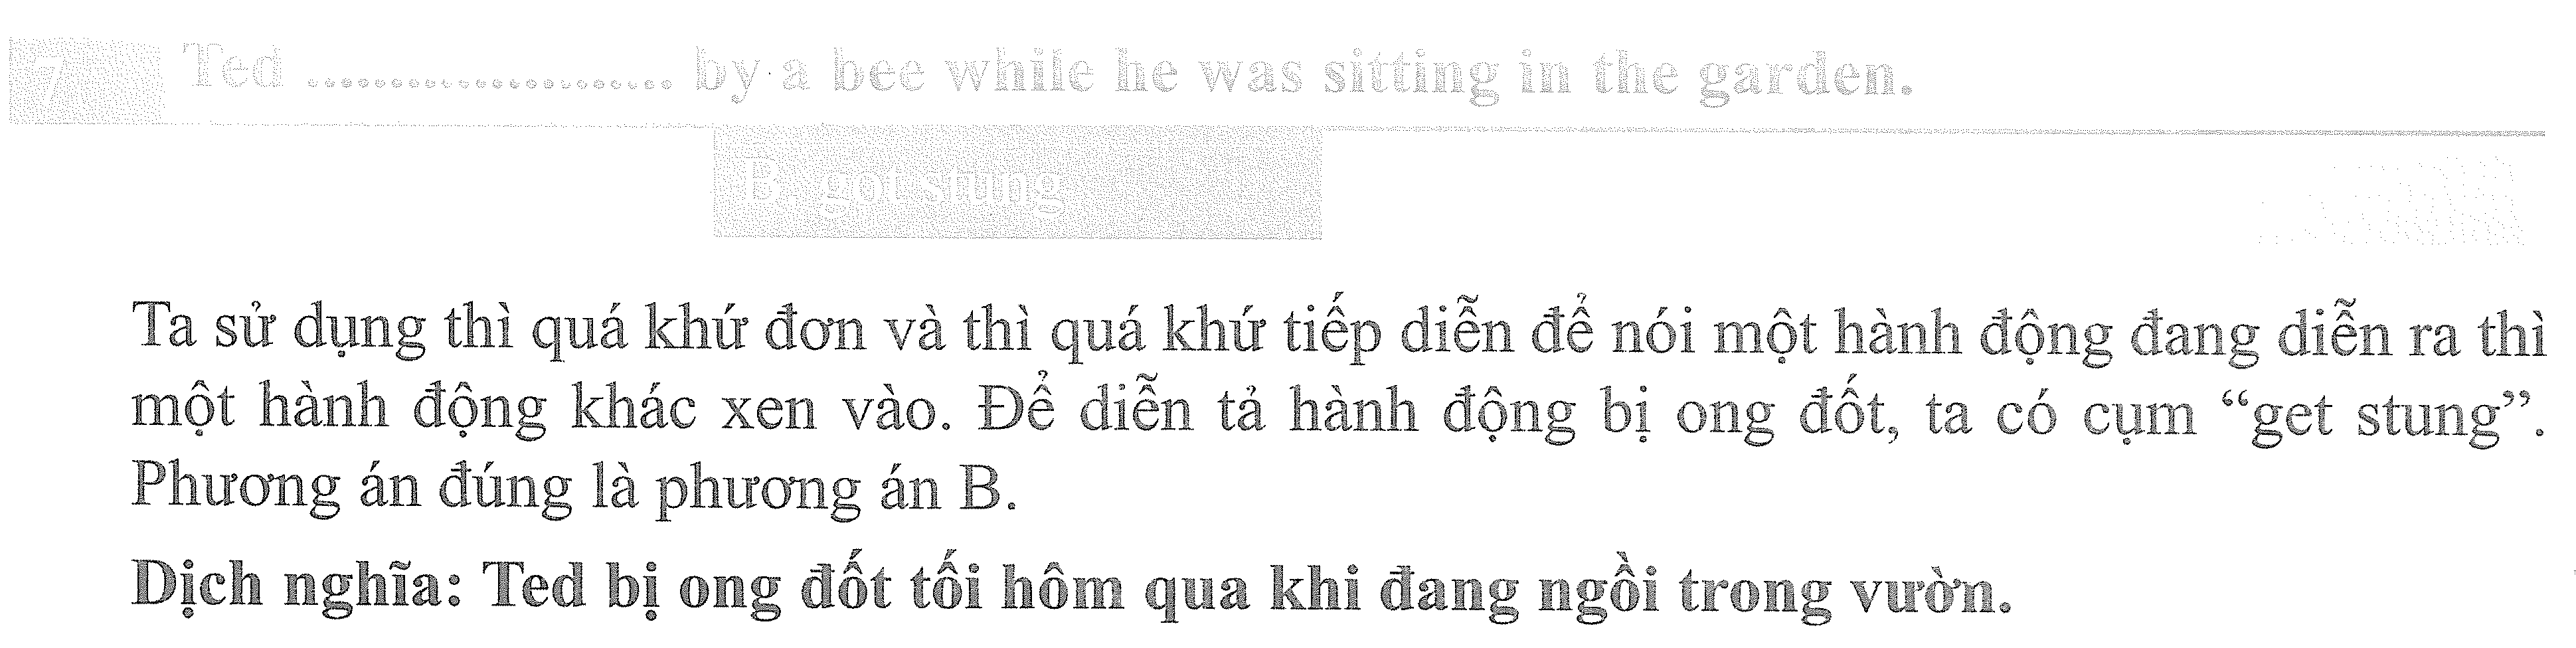 7 Ted ...................... by a bee while he was sitting in the garden.
B got stung
Ta sử dụng thì quá khứ đơn và thì quá khứ tiếp diễn để nói một hành động đang diễn ra thì
một hành động khác xen vào. Để diễn tả hành động bị ong đốt, ta có cụm “get stung”.
Phương án đúng là phương án B.
Dịch nghĩa: Ted bị ong đốt tối hôm qua khi đang ngồi trong vườn.